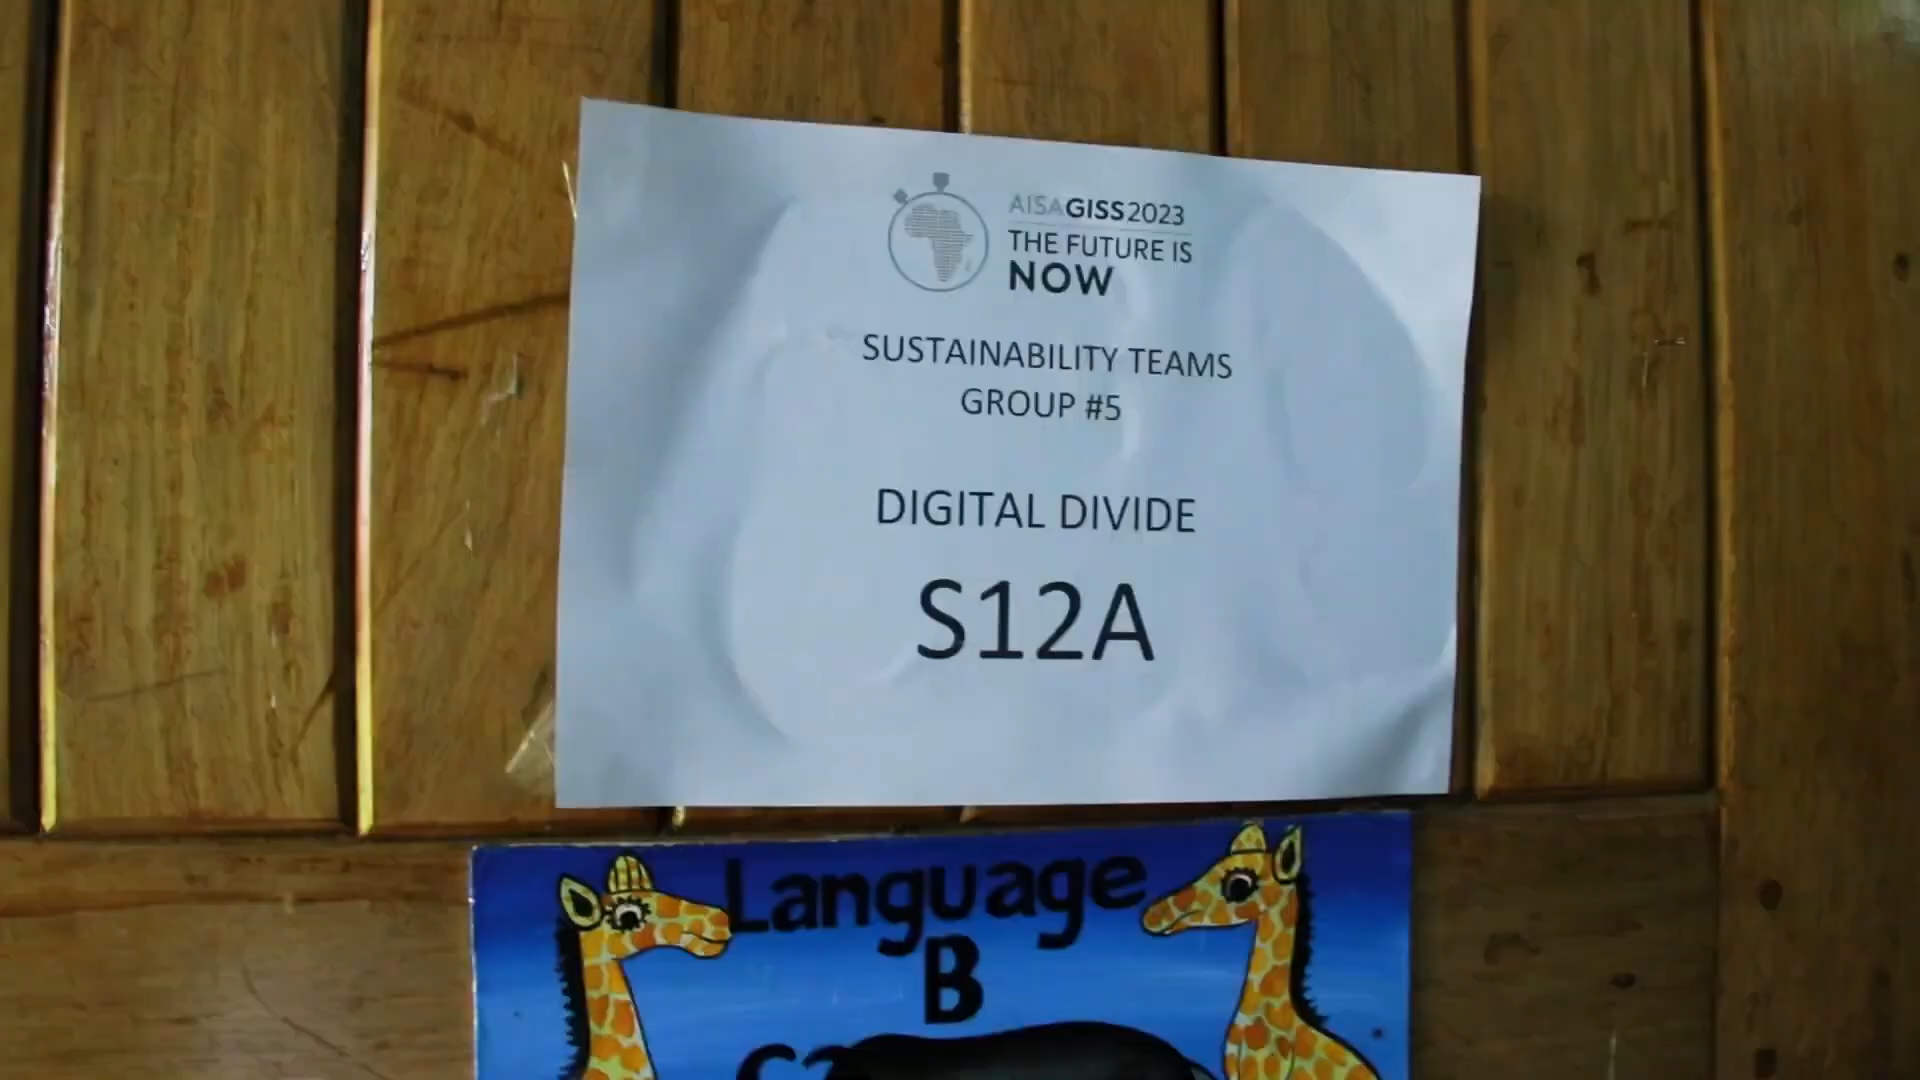 AISAGISS2023
THE FUTURE IS
NOW
SUSTAINABILITY TEAMS
GROUP #5
DIGITAL DIVIDE
S12A
Language
B